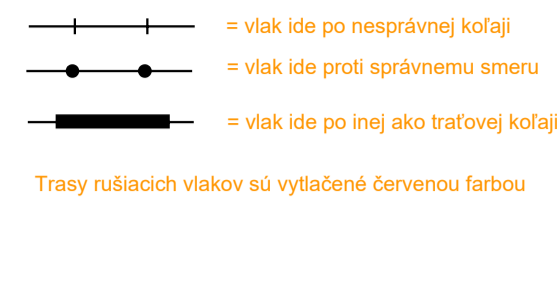 = vlak ide po nesprávnej koľaji
= vlak ide proti správnemu smeru
= vlak ide po inej ako traťovej koľaji
Trasy rušiacich vlakov sú vytlačené červenou farbou